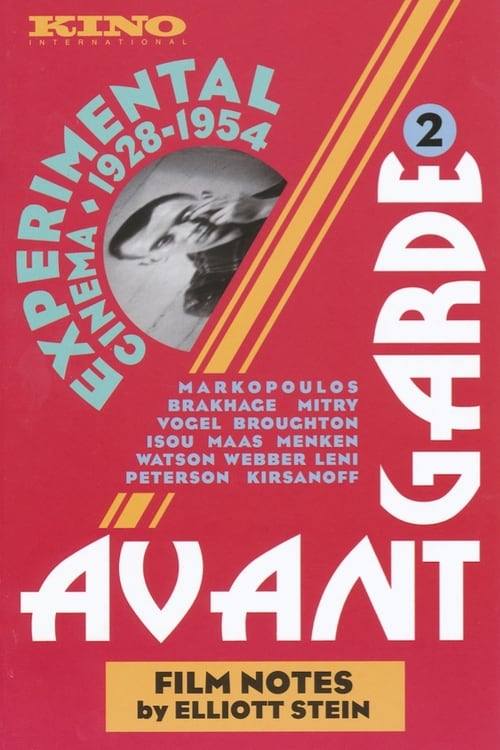 KINO
INTERNATIONAL
EXPERIMENTAL
CINEMA • 1928-1954
2
MARKOPOULOS
BRAKHAGE MITRY
VOGEL BROUGHTON
ISOU MAAS MENKEN
WATSON WEBBER LENI
PETERSON KIRSANOFF
AVANT
GARDE
FILM NOTES
by ELLIOTT STEIN